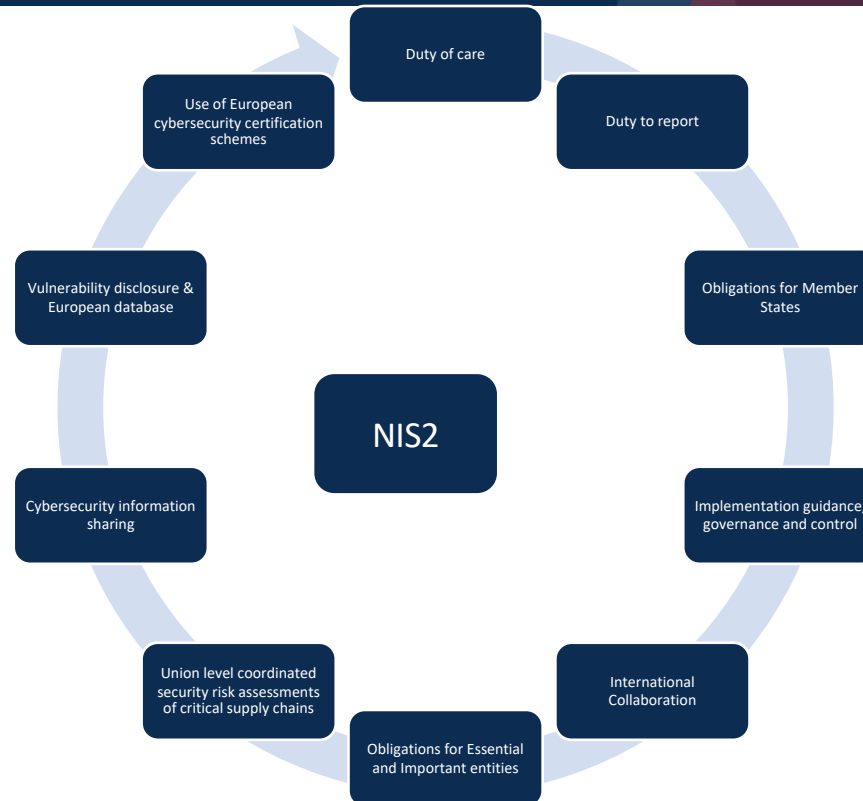 Duty of care
Duty to report
Obligations for Member
States
Implementation guidance,
governance and control
International
Collaboration
Obligations for Essential
and Important entities
Union level coordinated
security risk assessments
of critical supply chains
Cybersecurity information
sharing
Vulnerability disclosure &
European database
Use of European
cybersecurity certification
schemes
NIS2